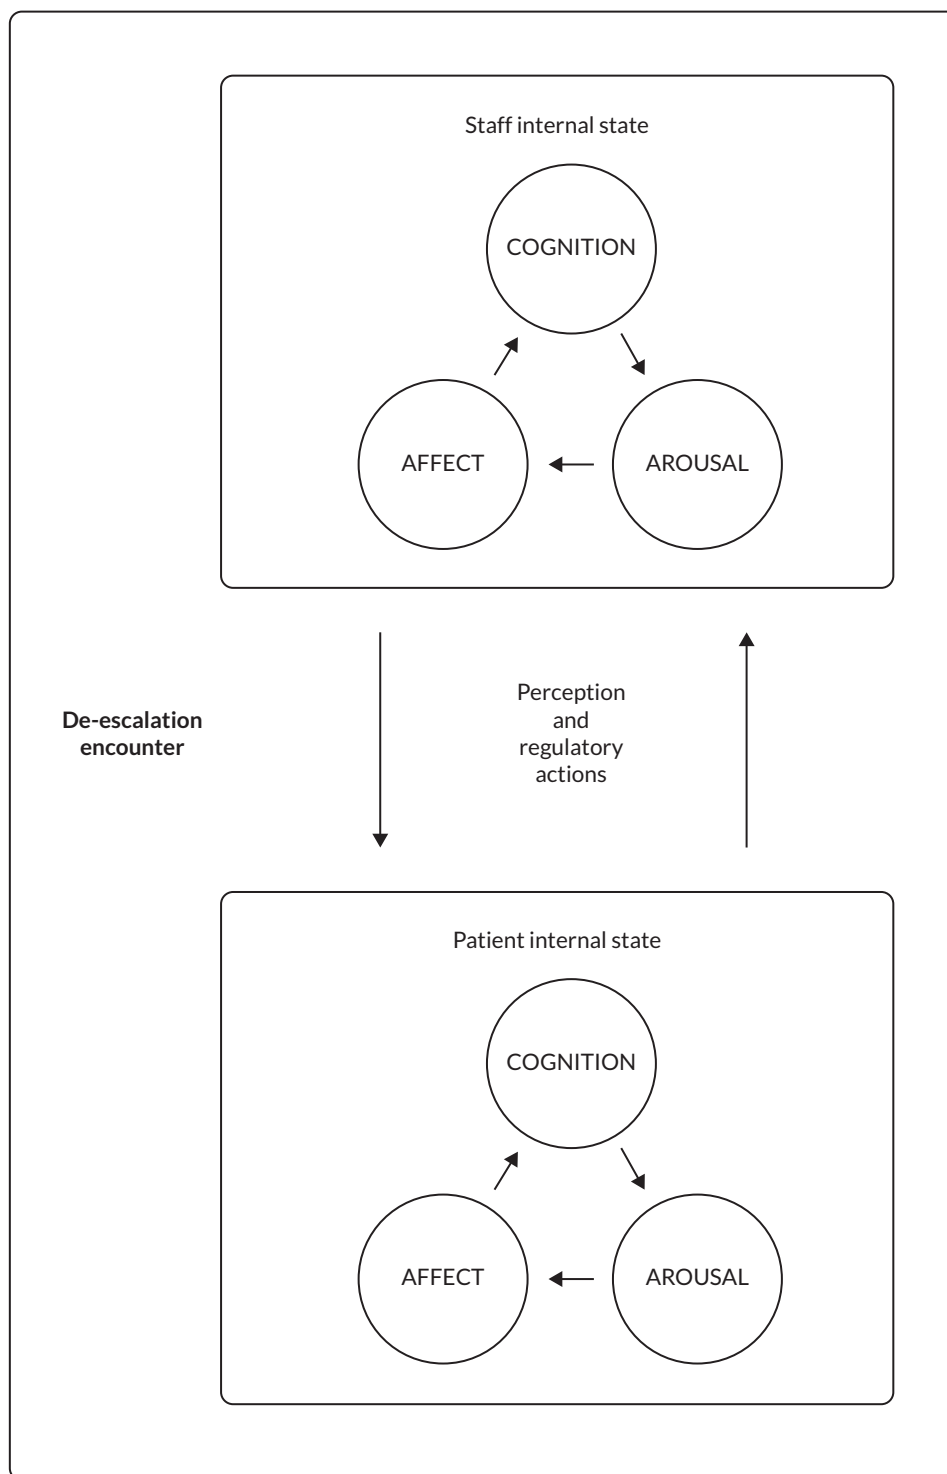 Staff internal state
COGNITION
AFFECT
AROUSAL
De-escalation
encounter
Perception
and
regulatory
actions
Patient internal state
COGNITION
AFFECT
AROUSAL